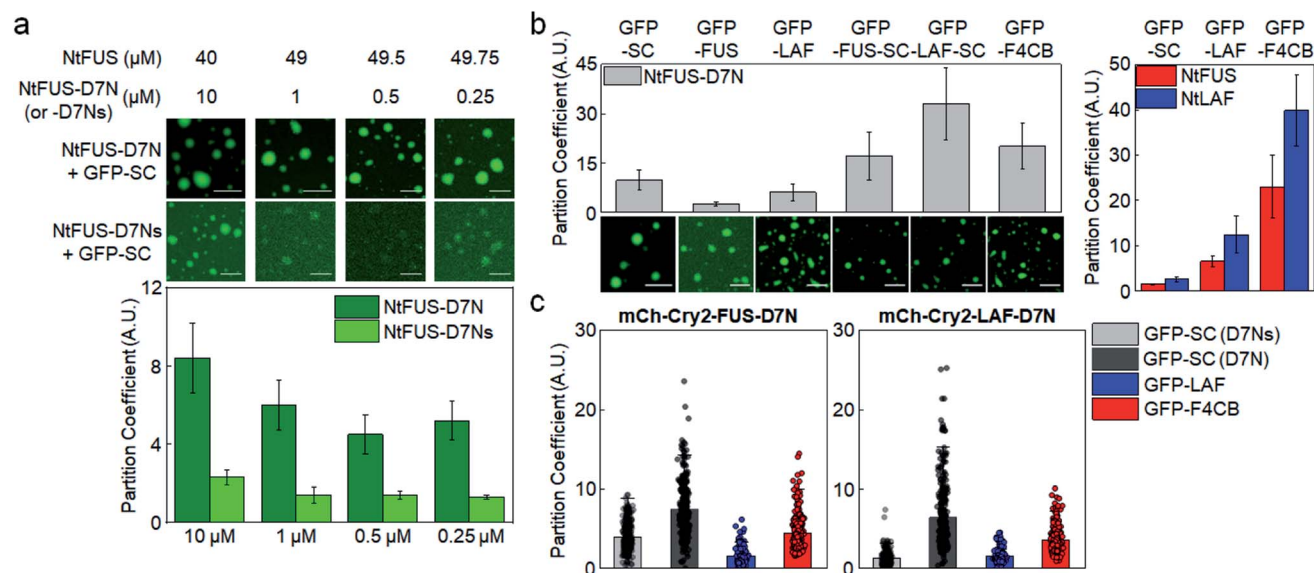 a
NtFUS (μM) 40 49 49.5 49.75
NtFUS-D7N (μM) 10 1 0.5 0.25
(or -D7Ns)
NtFUS-D7N
+ GFP-SC
NtFUS-D7Ns
+ GFP-SC
Partition Coefficient (A.U.)
12
8
4
0
NtFUS-D7N
NtFUS-D7Ns
10 μM 1 μM 0.5 μM 0.25 μM
b
GFP GFP GFP GFP GFP GFP
-SC -FUS -LAF -FUS-SC -LAF-SC -F4CB
Partition Coefficient (A.U.)
45
30
15
0
NtFUS-D7N
GFP GFP GFP
-SC -LAF -F4CB
Partition Coefficient (A.U.)
50
40
30
20
10
0
NtFUS
NtLAF
c
mCh-Cry2-FUS-D7N mCh-Cry2-LAF-D7N
Partition Coefficient (A.U.)
30
20
10
0
30
20
10
0
GFP-SC (D7Ns)
GFP-SC (D7N)
GFP-LAF
GFP-F4CB